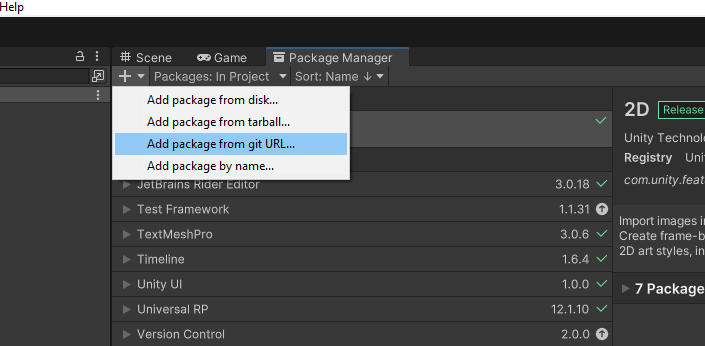 Help
Scene
Game
Package Manager
Packages: In Project
Sort: Name ↓
Add package from disk...
Add package from tarball...
Add package from git URL...
Add package by name...
JetBrains Rider Editor 3.0.18
Test Framework 1.1.31
TextMeshPro 3.0.6
Timeline 1.6.4
Unity UI 1.0.0
Universal RP 12.1.10
Version Control 2.0.0
2D Release
Unity Technolo
Registry Uni
com.unity.feat
Import images in
Create frame-b
2D art styles, in
7 Package